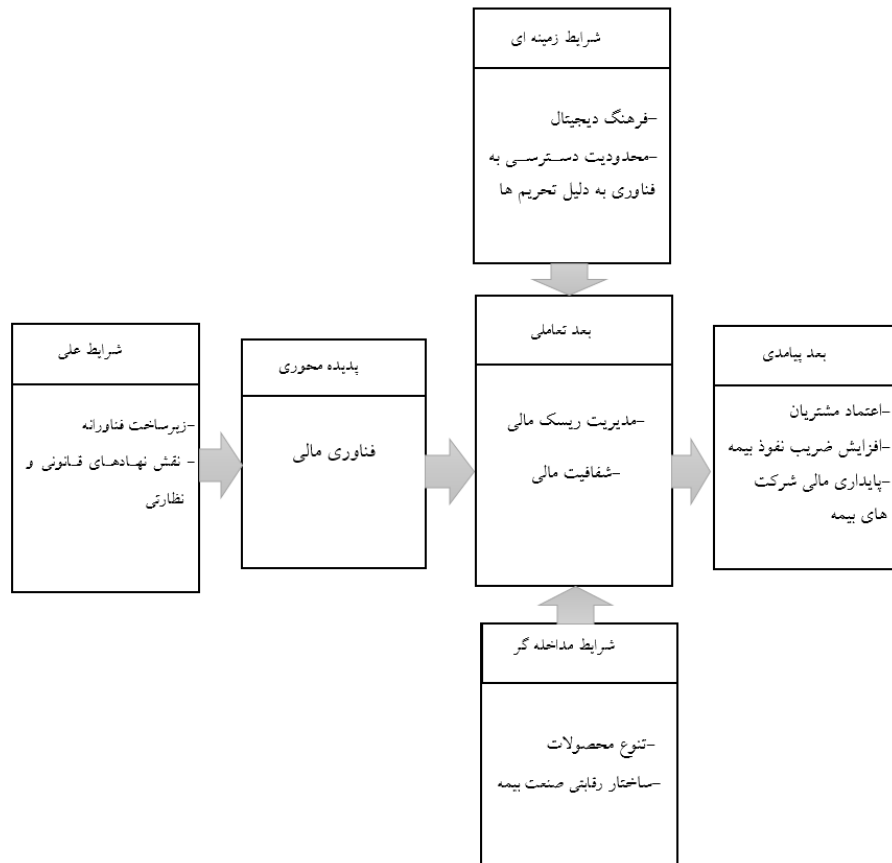 شرایط زمینه ای
-فرهنگ دیجیتال
-محدودیت دسترسی به
فناوری به دلیل تحریم ها
شرایط علی
-زیرساخت فناورانه
- نقش نهادهای قانونی و
نظارتی
پدیده محوری
فناوری مالی
بعد تعاملی
-مدیریت ریسک مالی
-شفافیت مالی
بعد پیامدی
-اعتماد مشتریان
-افزایش ضریب نفوذ بیمه
-پایداری مالی شرکت
های بیمه
شرایط مداخله گر
-تنوع محصولات
-ساختار رقابتی صنعت بیمه